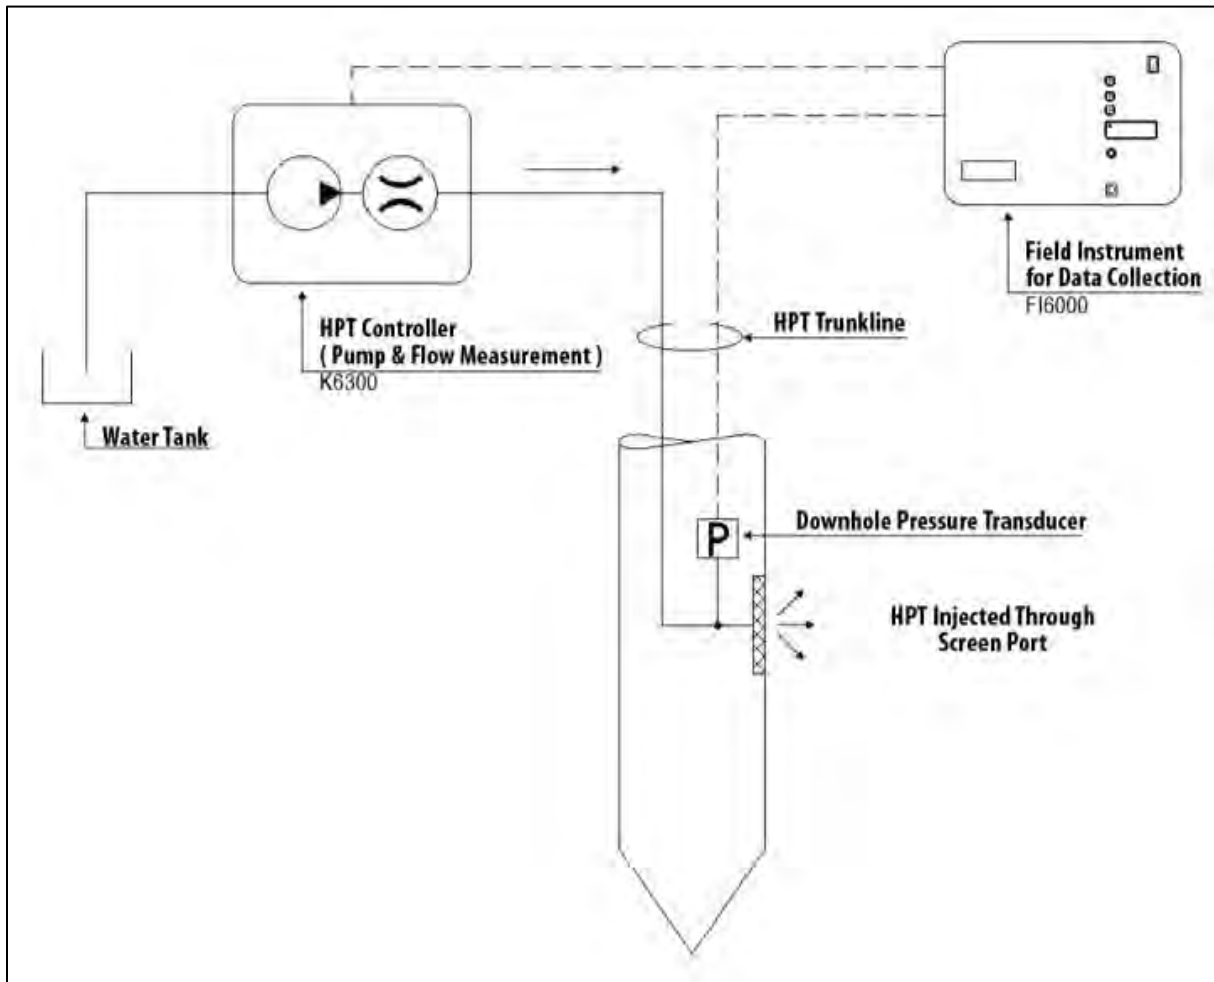 Field Instrument
for Data Collection
FI6000
HPT Controller
( Pump & Flow Measurement )
K6300
HPT Trunkline
Water Tank
Downhole Pressure Transducer
P
HPT Injected Through
Screen Port